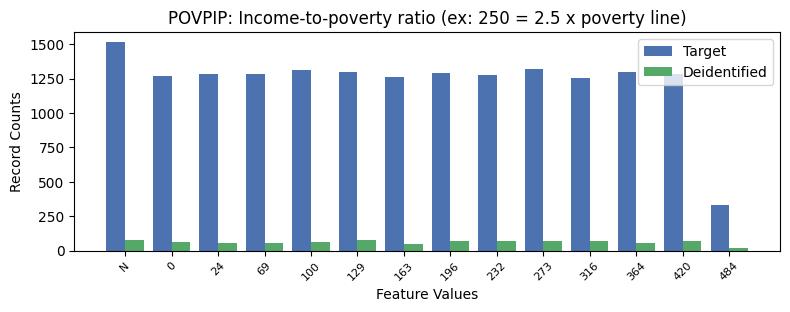 POVPIP: Income-to-poverty ratio (ex: 250 = 2.5 x poverty line)
Target
Deidentified
Record Counts
1500
1250
1000
750
500
250
0
N 0 24 69 100 129 163 196 232 273 316 364 420 484
Feature Values